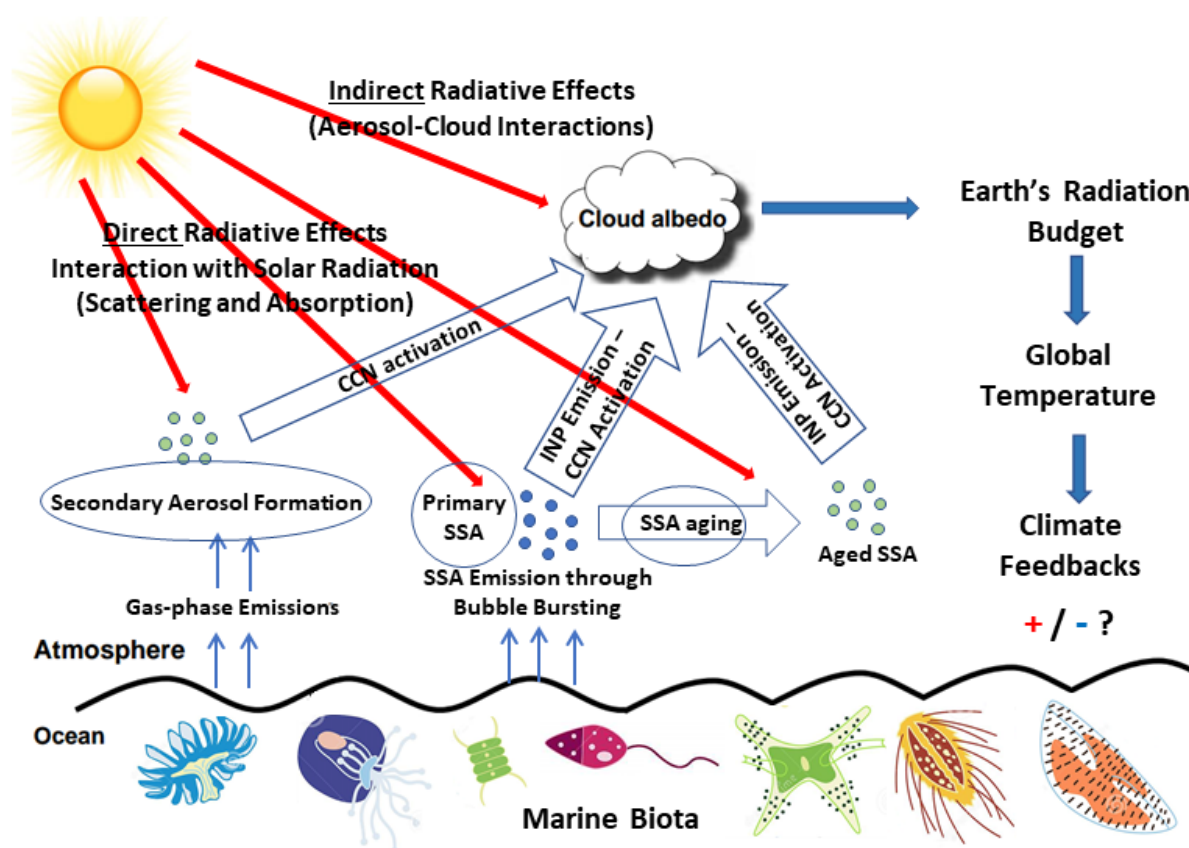 Indirect Radiative Effects
(Aerosol-Cloud Interactions)
Cloud albedo
Earth's Radiation
Budget
Direct Radiative Effects
Interaction with Solar Radiation
(Scattering and Absorption)
CCN activation
INP Emission –
CCN Activation
INP Emission –
CCN Activation
Global
Temperature
Secondary Aerosol Formation
Primary
SSA
SSA aging
Aged SSA
Climate
Feedbacks
+ / - ?
SSA Emission through
Bubble Bursting
Gas-phase Emissions
Atmosphere
Ocean
Marine Biota